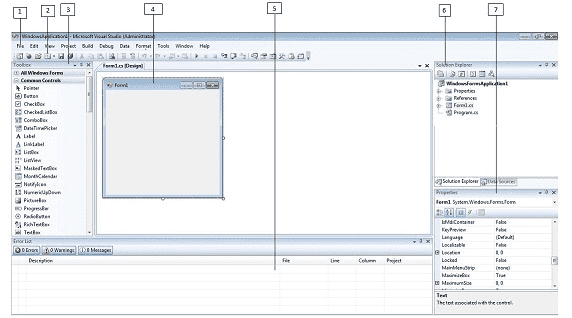 1
2
3
4
5
6
7
WindowsApplication1 - Microsoft Visual Studio (Administrator)
File Edit View Project Build Debug Data Format Tools Window Help
Toolbox
All Windows Forms
Common Controls
Pointer
Button
CheckBox
CheckedListBox
ComboBox
DateTimePicker
Label
LinkLabel
ListBox
ListView
MaskedTextBox
MonthCalendar
NotifyIcon
NumericUpDown
PictureBox
ProgressBar
RadioButton
RichTextBox
TextBox
Form1.cs [Design]
Form1
Solution Explorer
WindowsFormsApplication1
Properties
References
Form1.cs
Program.cs
Solution Explorer Data Sources
Properties
Form1 System.Windows.Forms.Form
IsMdiContainer False
KeyPreview False
Language (Default)
Localizable False
Location 0, 0
Locked False
MainMenuStrip (none)
MaximizeBox True
MaximumSize 0, 0
Text
The text associated with the control.
Error List
0 Errors 0 Warnings 0 Messages
Description File Line Column Project